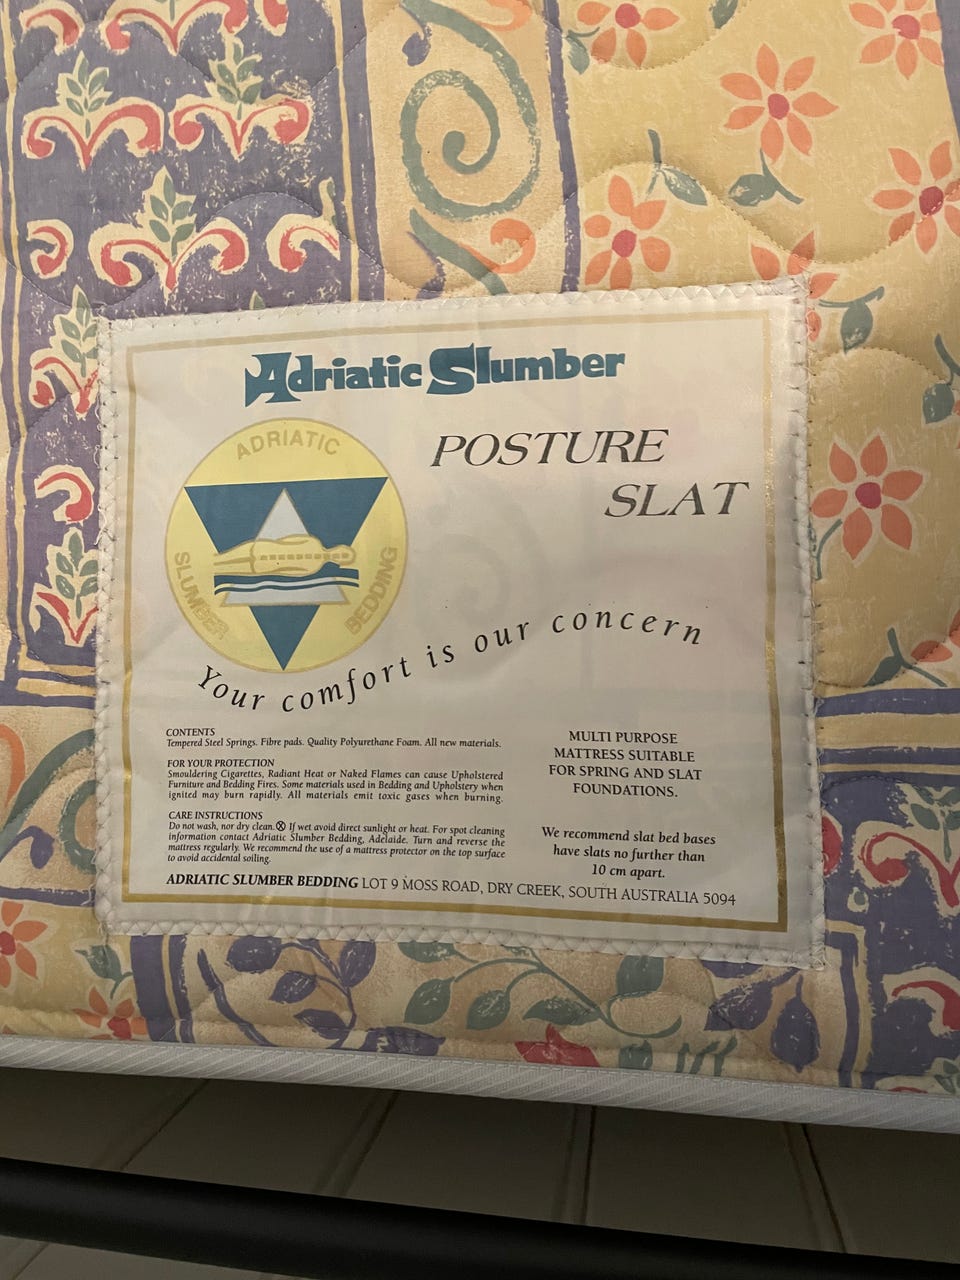 Adriatic Slumber
ADRIATIC
SLUMBER
BEDDING
POSTURE
SLAT
Your comfort is our concern
CONTENTS
Tempered Steel Springs. Fibre pads. Quality Polyurethane Foam. All new materials.
FOR YOUR PROTECTION
Smouldering Cigarettes, Radiant Heat or Naked Flames can cause Upholstered
Furniture and Bedding Fires. Some materials used in Bedding and Upholstery when
ignited may burn rapidly. All materials emit toxic gases when burning.
CARE INSTRUCTIONS
Do not wash, nor dry clean. ⓧ If wet avoid direct sunlight or heat. For spot cleaning
information contact Adriatic Slumber Bedding, Adelaide. Turn and reverse the
mattress regularly. We recommend the use of a mattress protector on the top surface
to avoid accidental soiling.
MULTI PURPOSE
MATTRESS SUITABLE
FOR SPRING AND SLAT
FOUNDATIONS.
We recommend slat bed bases
have slats no further than
10 cm apart.
ADRIATIC SLUMBER BEDDING LOT 9 MOSS ROAD, DRY CREEK, SOUTH AUSTRALIA 5094